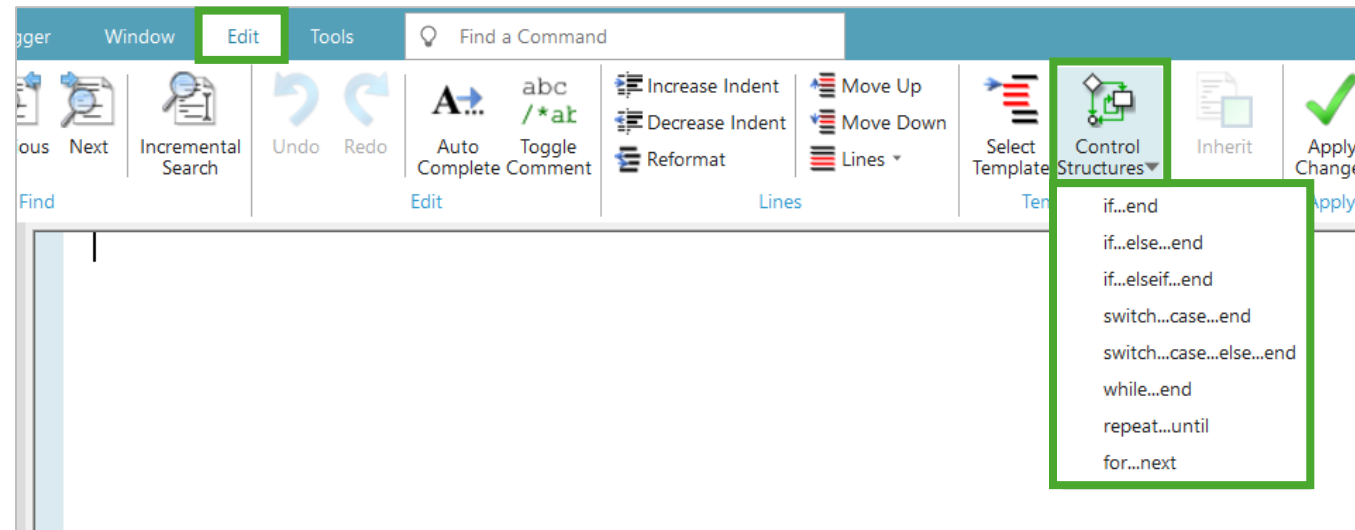 gger Window Edit Tools Find a Command
abc
/*ab
Increase Indent Move Up
Decrease Indent Move Down
ous Next Incremental Search Undo Redo Auto Complete Toggle Comment Reformat Lines Select Template Control Structures Inherit Apply Change
Find Edit Lines Tem Apply
if...end
if...else...end
if...elseif...end
switch...case...end
switch...case...else...end
while...end
repeat...until
for...next